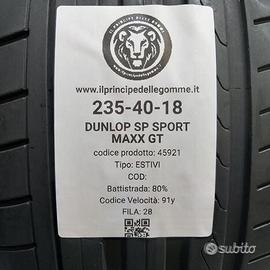 IL PRINCIPE DELLE GOMME
www.ilprincipedellegomme.it
235-40-18
DUNLOP SP SPORT
MAXX GT
codice prodotto: 45921
Tipo: ESTIVI
COD:
Battistrada: 80%
Codice Velocità: 91y
FILA: 28
subito